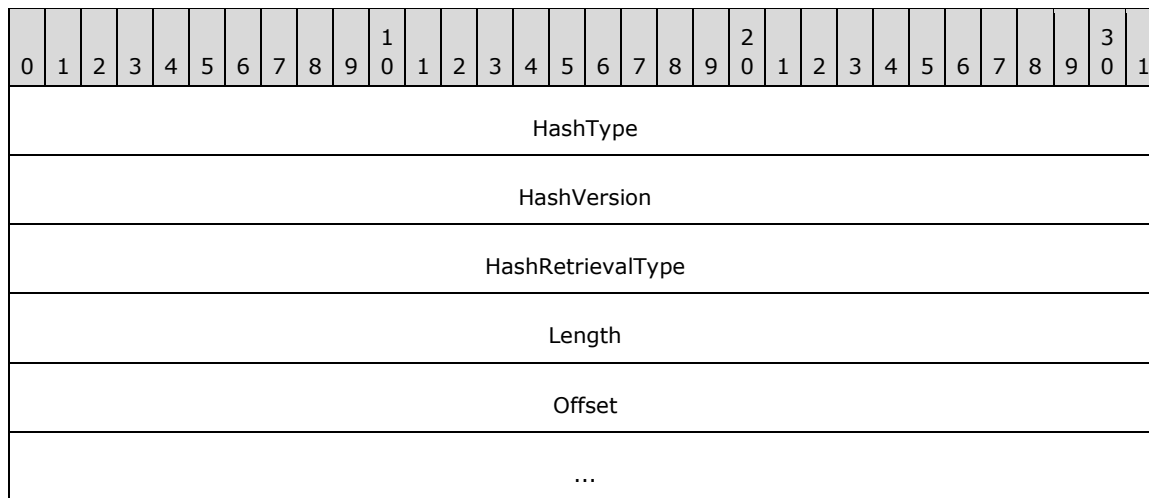 1 2 3
0 1 2 3 4 5 6 7 8 9 0 1 2 3 4 5 6 7 8 9 0 1 2 3 4 5 6 7 8 9 0 1
HashType
HashVersion
HashRetrievalType
Length
Offset
...